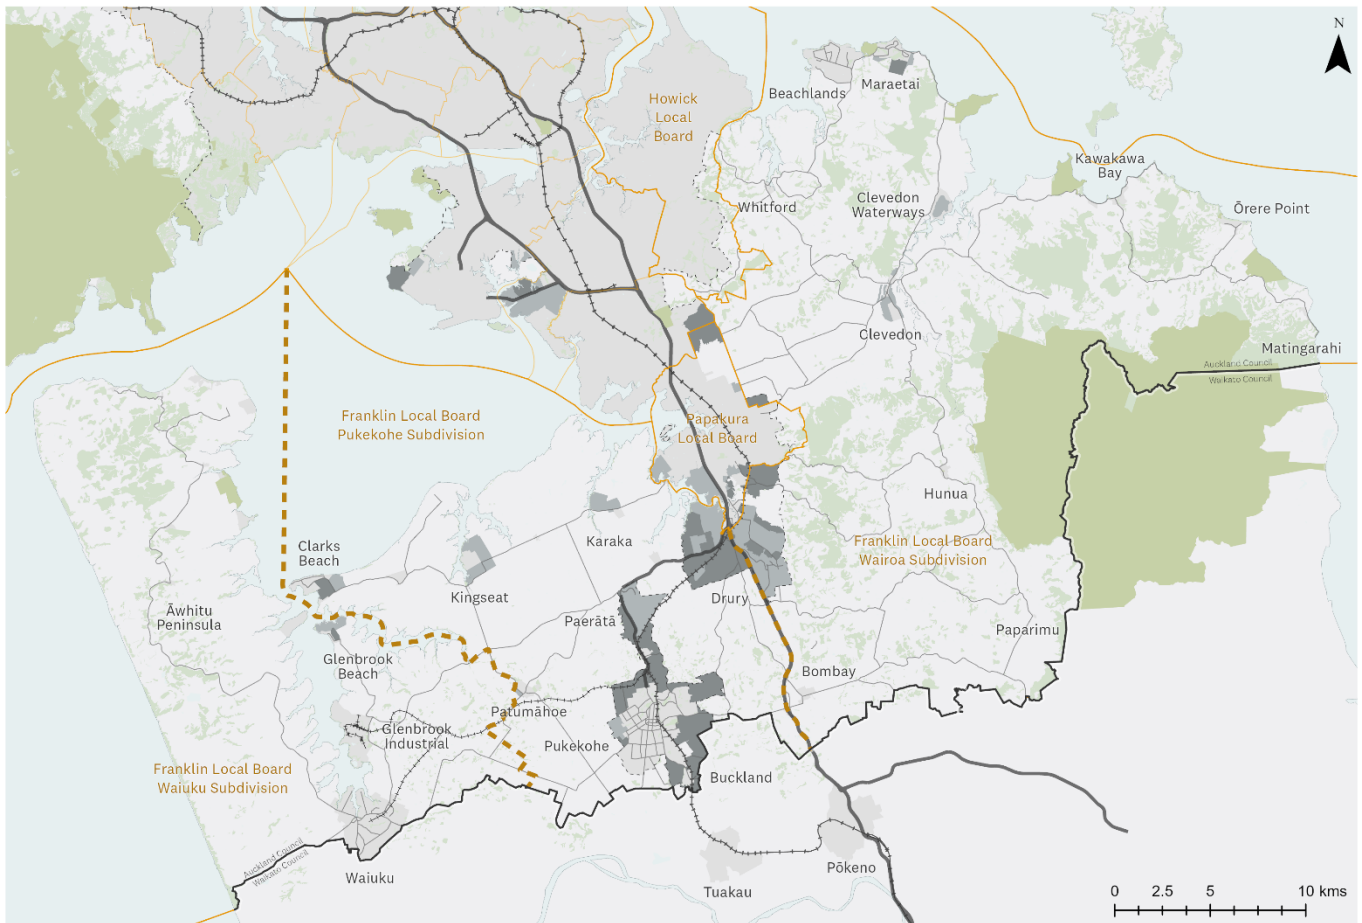 N
Howick
Local
Board
Beachlands
Maraetai
Kawakawa
Bay
Whitford
Clevedon
Waterways
Ōrere Point
Clevedon
Matingarahi
Auckland Council
Waikato Council
Franklin Local Board
Pukekohe Subdivision
Papakura
Local Board
Hunua
Karaka
Franklin Local Board
Wairoa Subdivision
Clarks
Beach
Kingseat
Drury
Āwhitu
Peninsula
Paerātā
Paparimu
Glenbrook
Beach
Bombay
Patumāhoe
Glenbrook
Industrial
Pukekohe
Franklin Local Board
Waiuku Subdivision
Buckland
Auckland Council
Waikato Council
Waiuku
Tuakau
Pōkeno
0 2.5 5 10 kms